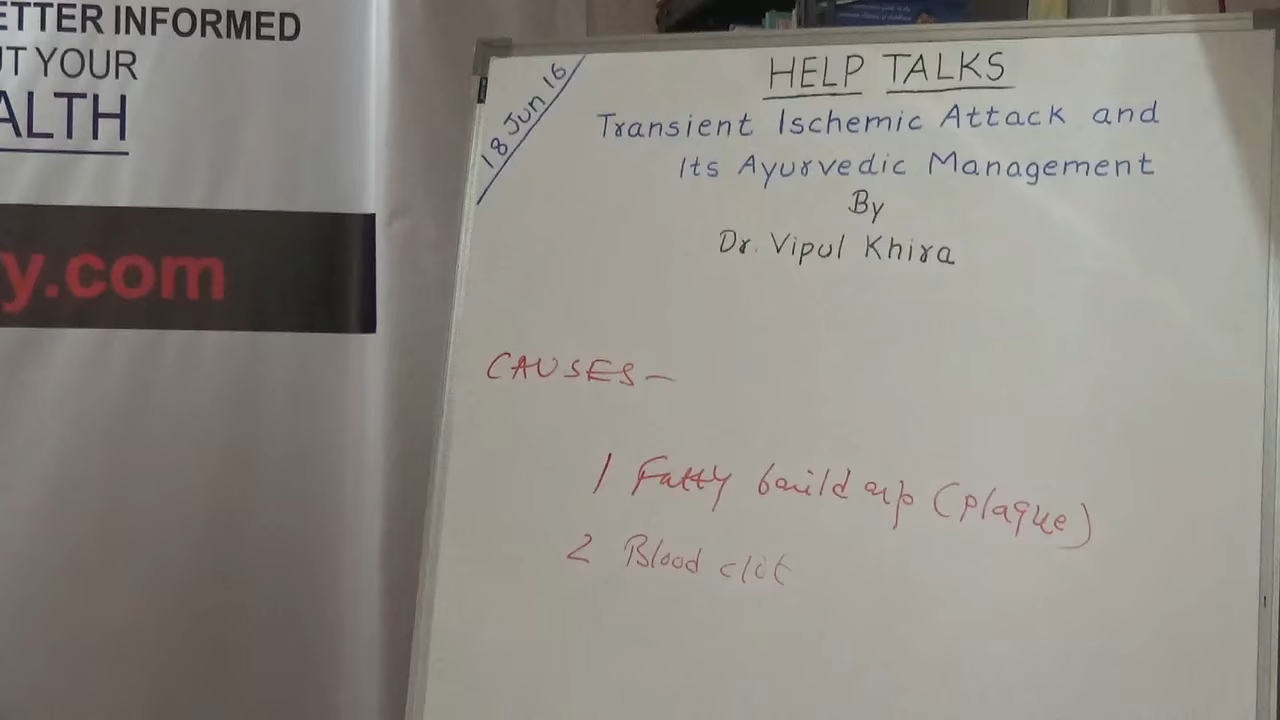 ETTER INFORMED
UT YOUR
ALTH
y.com
18 Jun 16
HELP TALKS
Transient Ischemic Attack and
Its Ayurvedic Management
By
Dr. Vipul Khira
CAUSES -
1 Fatty build up (plaque)
2 Blood clot